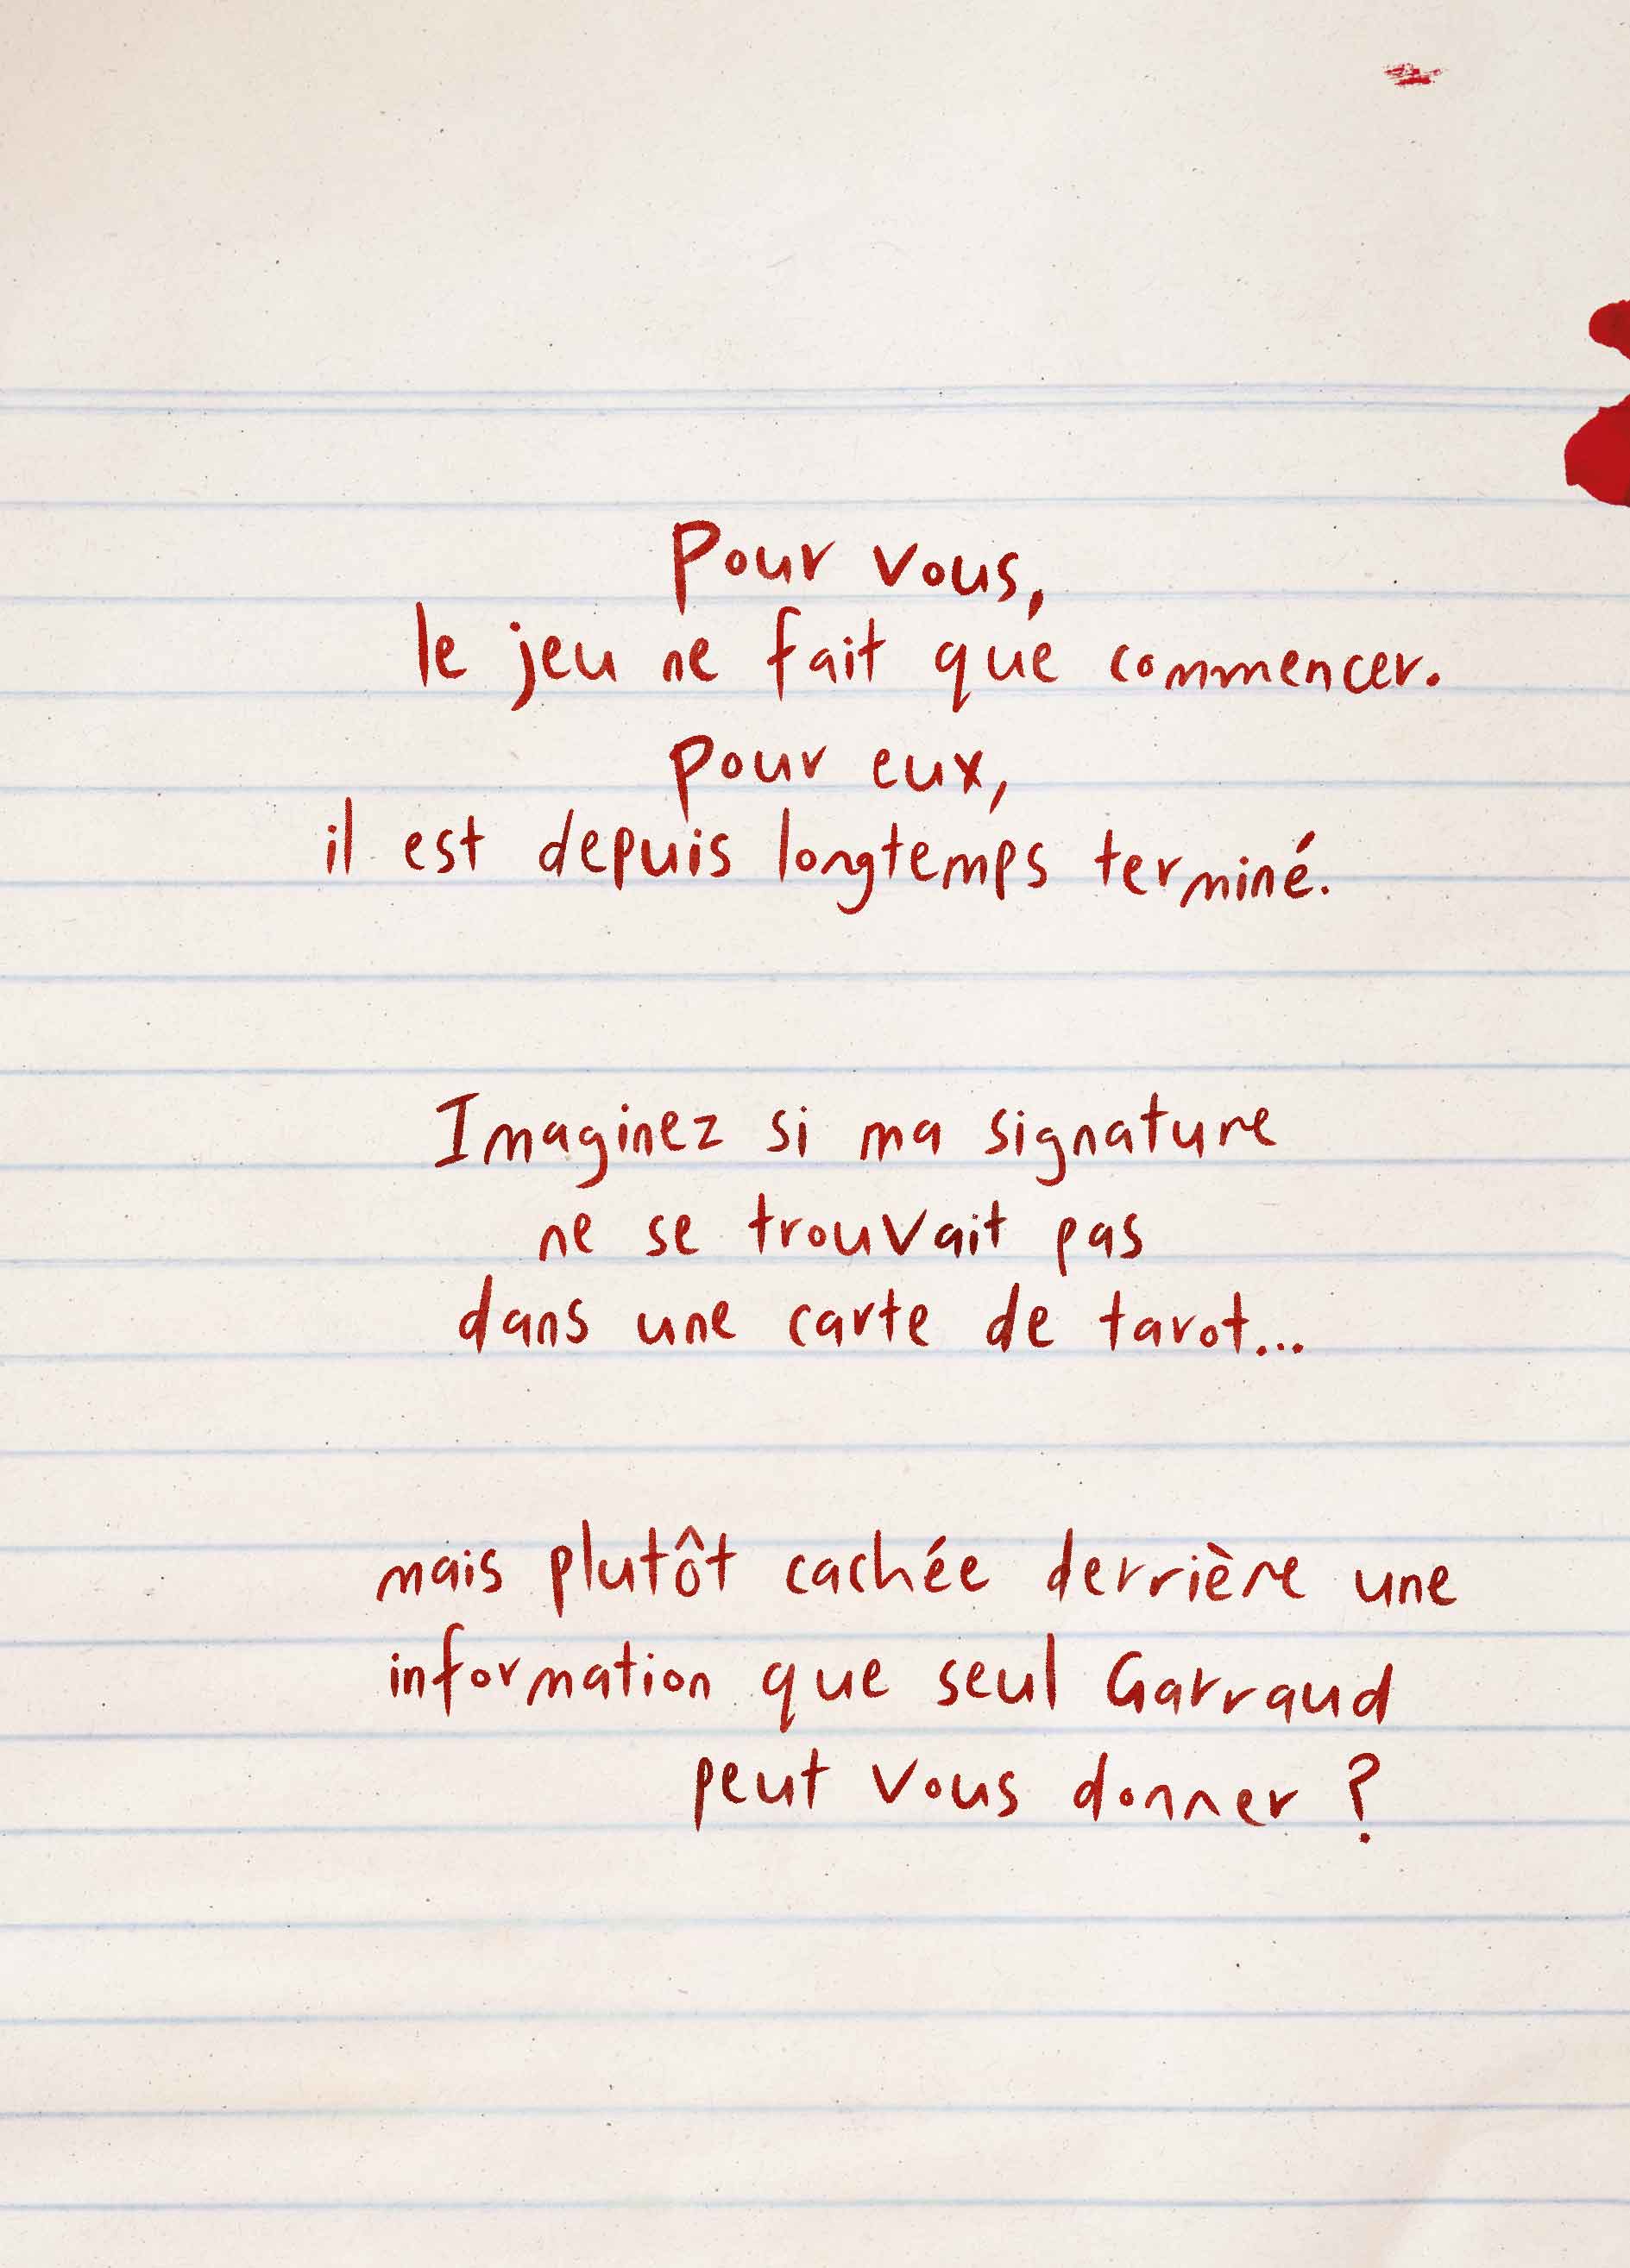 Pour vous,
le jeu ne fait que commencer.
Pour eux,
il est depuis longtemps terminé.
Imaginez si ma signature
ne se trouvait pas
dans une carte de tarot...
mais plutôt cachée derrière une
information que seul Garraud
peut vous donner ?